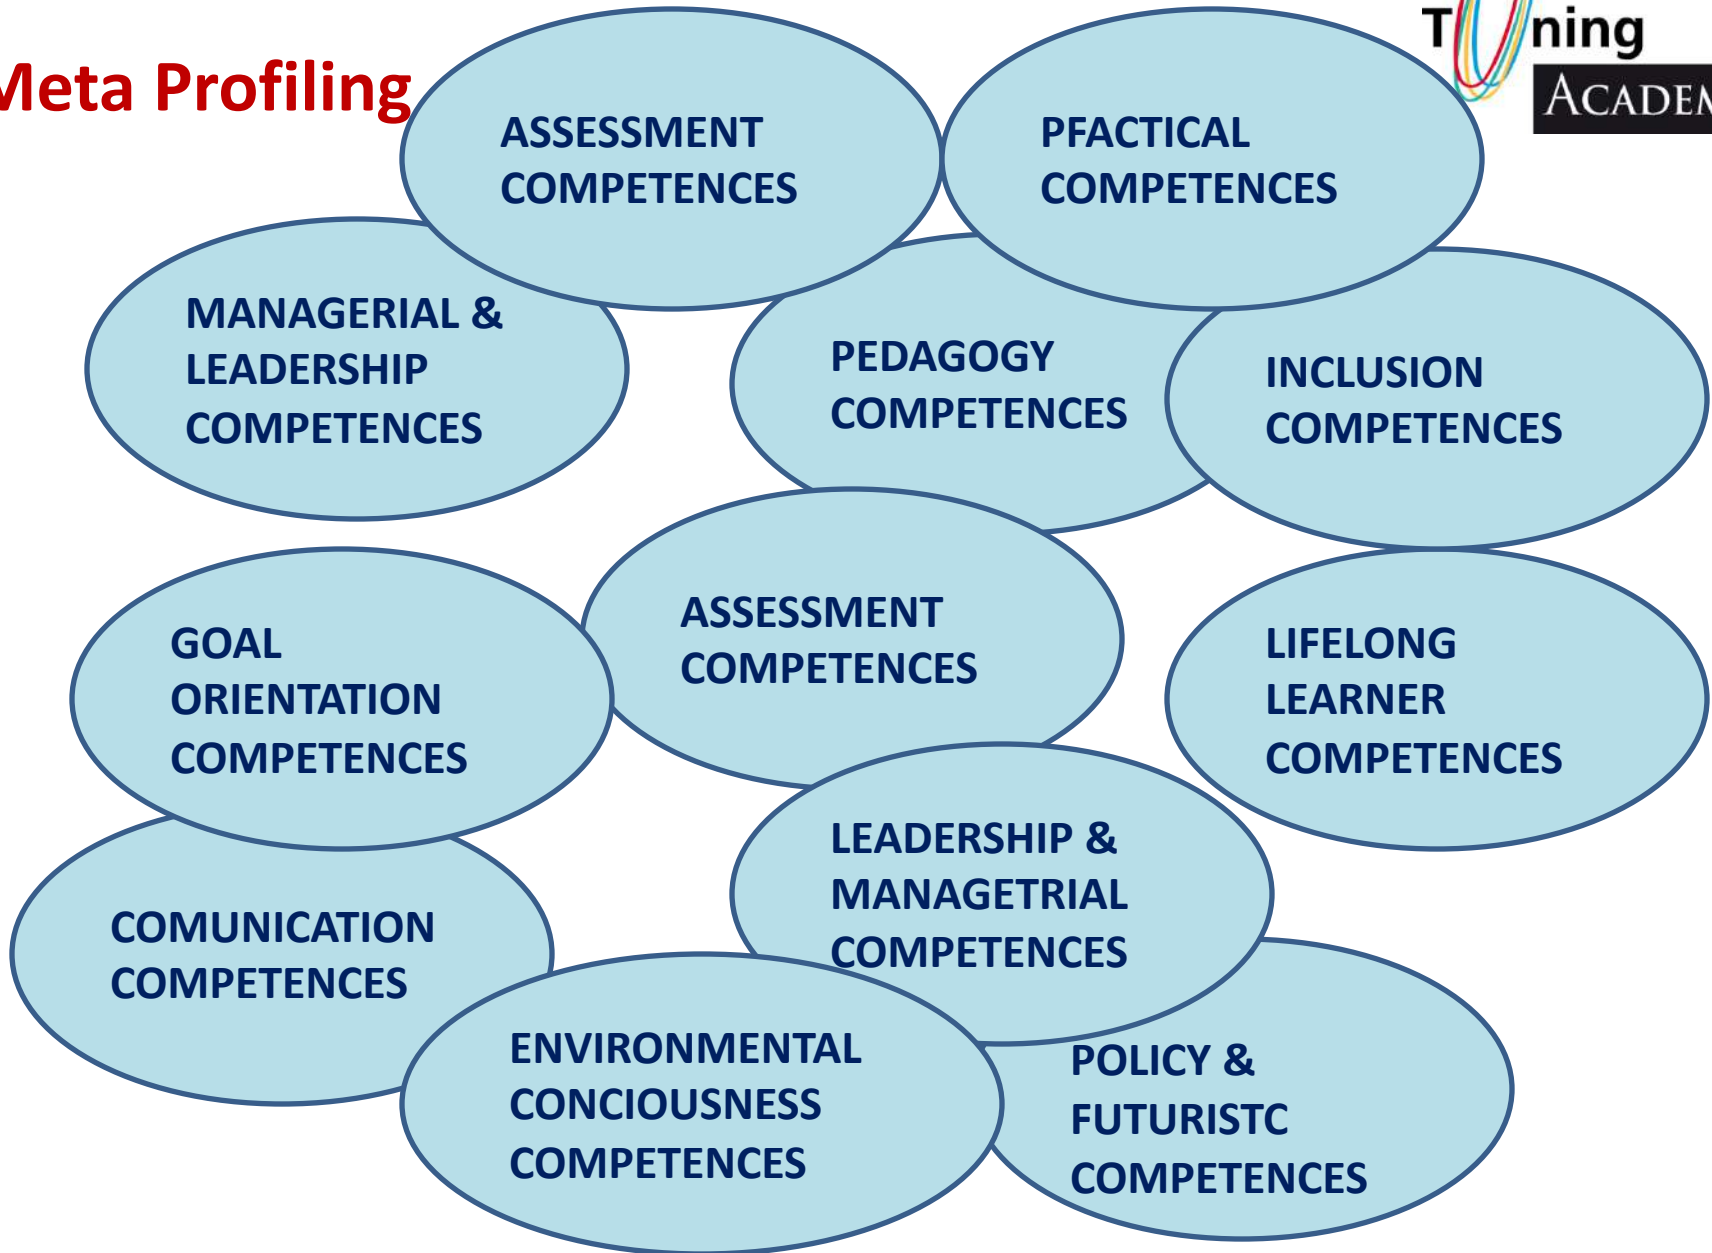 Meta Profiling
Tuning
ACADEM
ASSESSMENT
COMPETENCES
PFACTICAL
COMPETENCES
MANAGERIAL &
LEADERSHIP
COMPETENCES
PEDAGOGY
COMPETENCES
INCLUSION
COMPETENCES
ASSESSMENT
COMPETENCES
GOAL
ORIENTATION
COMPETENCES
LIFELONG
LEARNER
COMPETENCES
LEADERSHIP &
MANAGETRIAL
COMPETENCES
COMUNICATION
COMPETENCES
ENVIRONMENTAL
CONCIOUSNESS
COMPETENCES
POLICY &
FUTURISTC
COMPETENCES